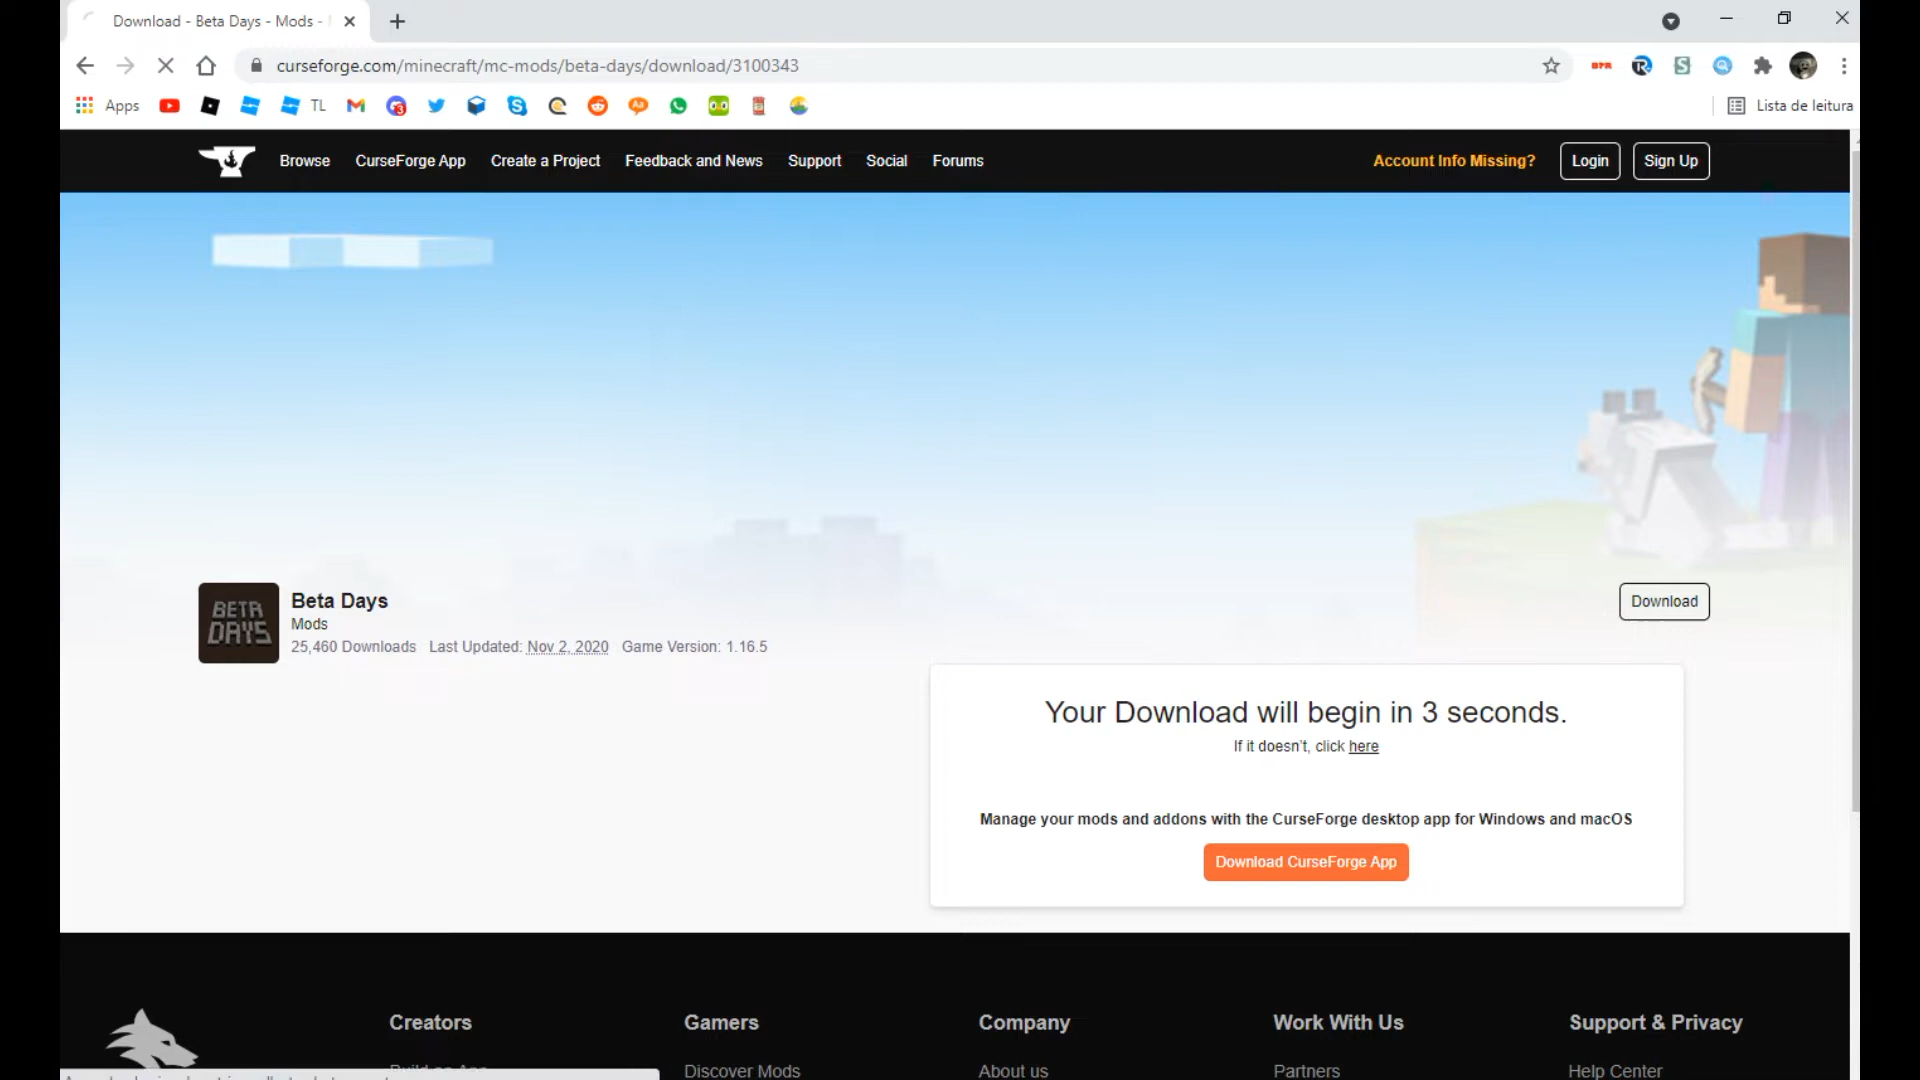 Download - Beta Days - Mods -
curseforge.com/minecraft/mc-mods/beta-days/download/3100343
Apps
TL
Lista de leitura
Browse
CurseForge App
Create a Project
Feedback and News
Support
Social
Forums
Account Info Missing?
Login
Sign Up
BETA
DAYS
Beta Days
Mods
25,460 Downloads Last Updated: Nov 2, 2020 Game Version: 1.16.5
Download
Your Download will begin in 3 seconds.
If it doesn't, click here
Manage your mods and addons with the CurseForge desktop app for Windows and macOS
Download CurseForge App
Creators
Gamers
Company
Work With Us
Support & Privacy
Discover Mods
About us
Partners
Help Center